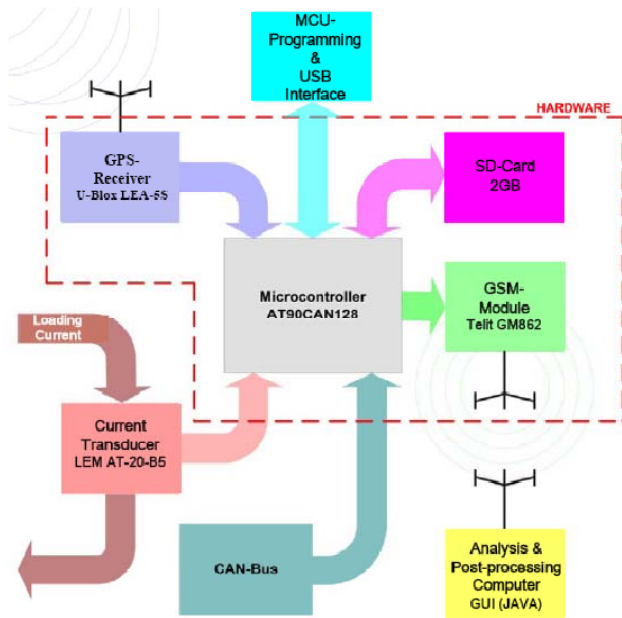 MCU-
Programming
&
USB
Interface
HARDWARE
GPS-
Receiver
U-Blox LEA-5S
SD-Card
2GB
Microcontroller
AT90CAN128
GSM-
Module
Telit GM862
Loading
Current
Current
Transducer
LEM AT-20-B5
CAN-Bus
Analysis &
Post-processing
Computer
GUI (JAVA)